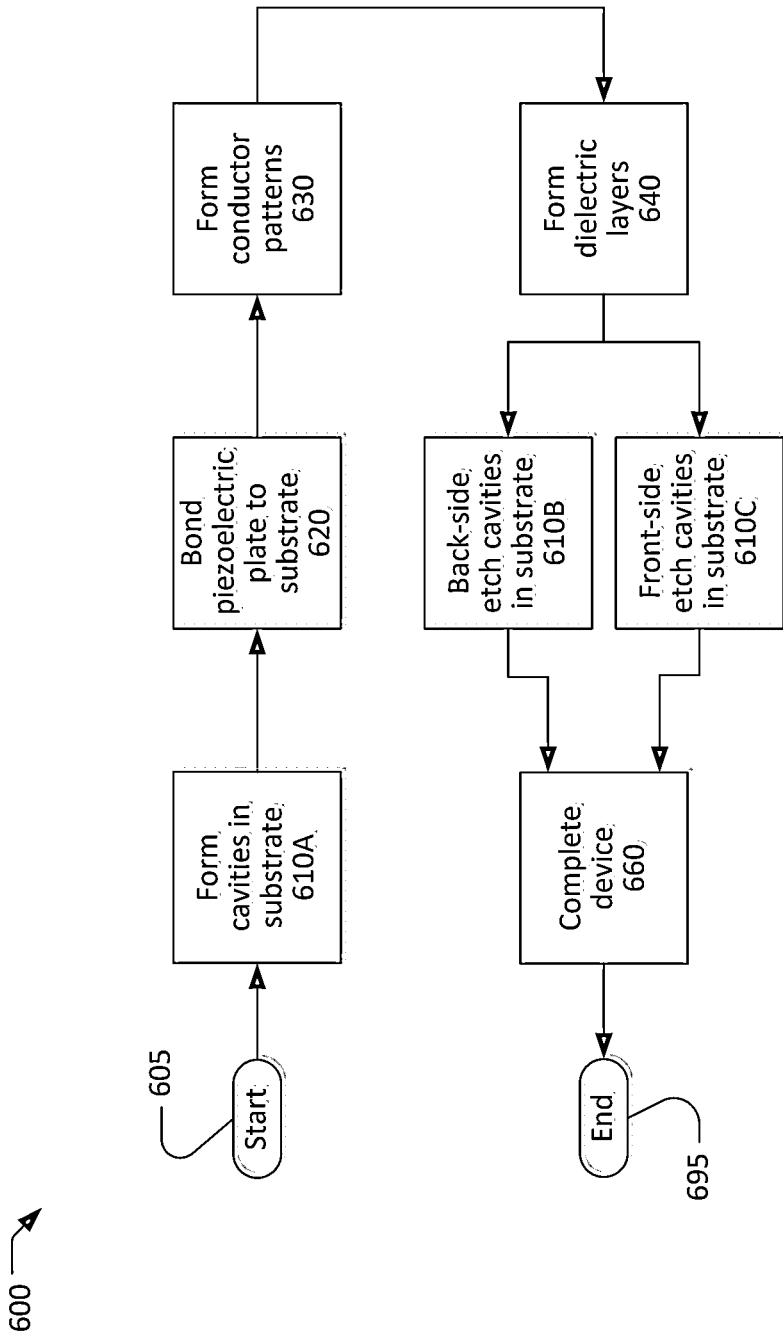 600
605
Start
Form
cavities in
substrate
610A
Bond
piezoelectric
plate to
substrate
620
Form
conductor
patterns
630
Form
dielectric
layers
640
Back-side
etch cavities
in substrate
610B
Front-side
etch cavities
in substrate
610C
Complete
device
660
End
695